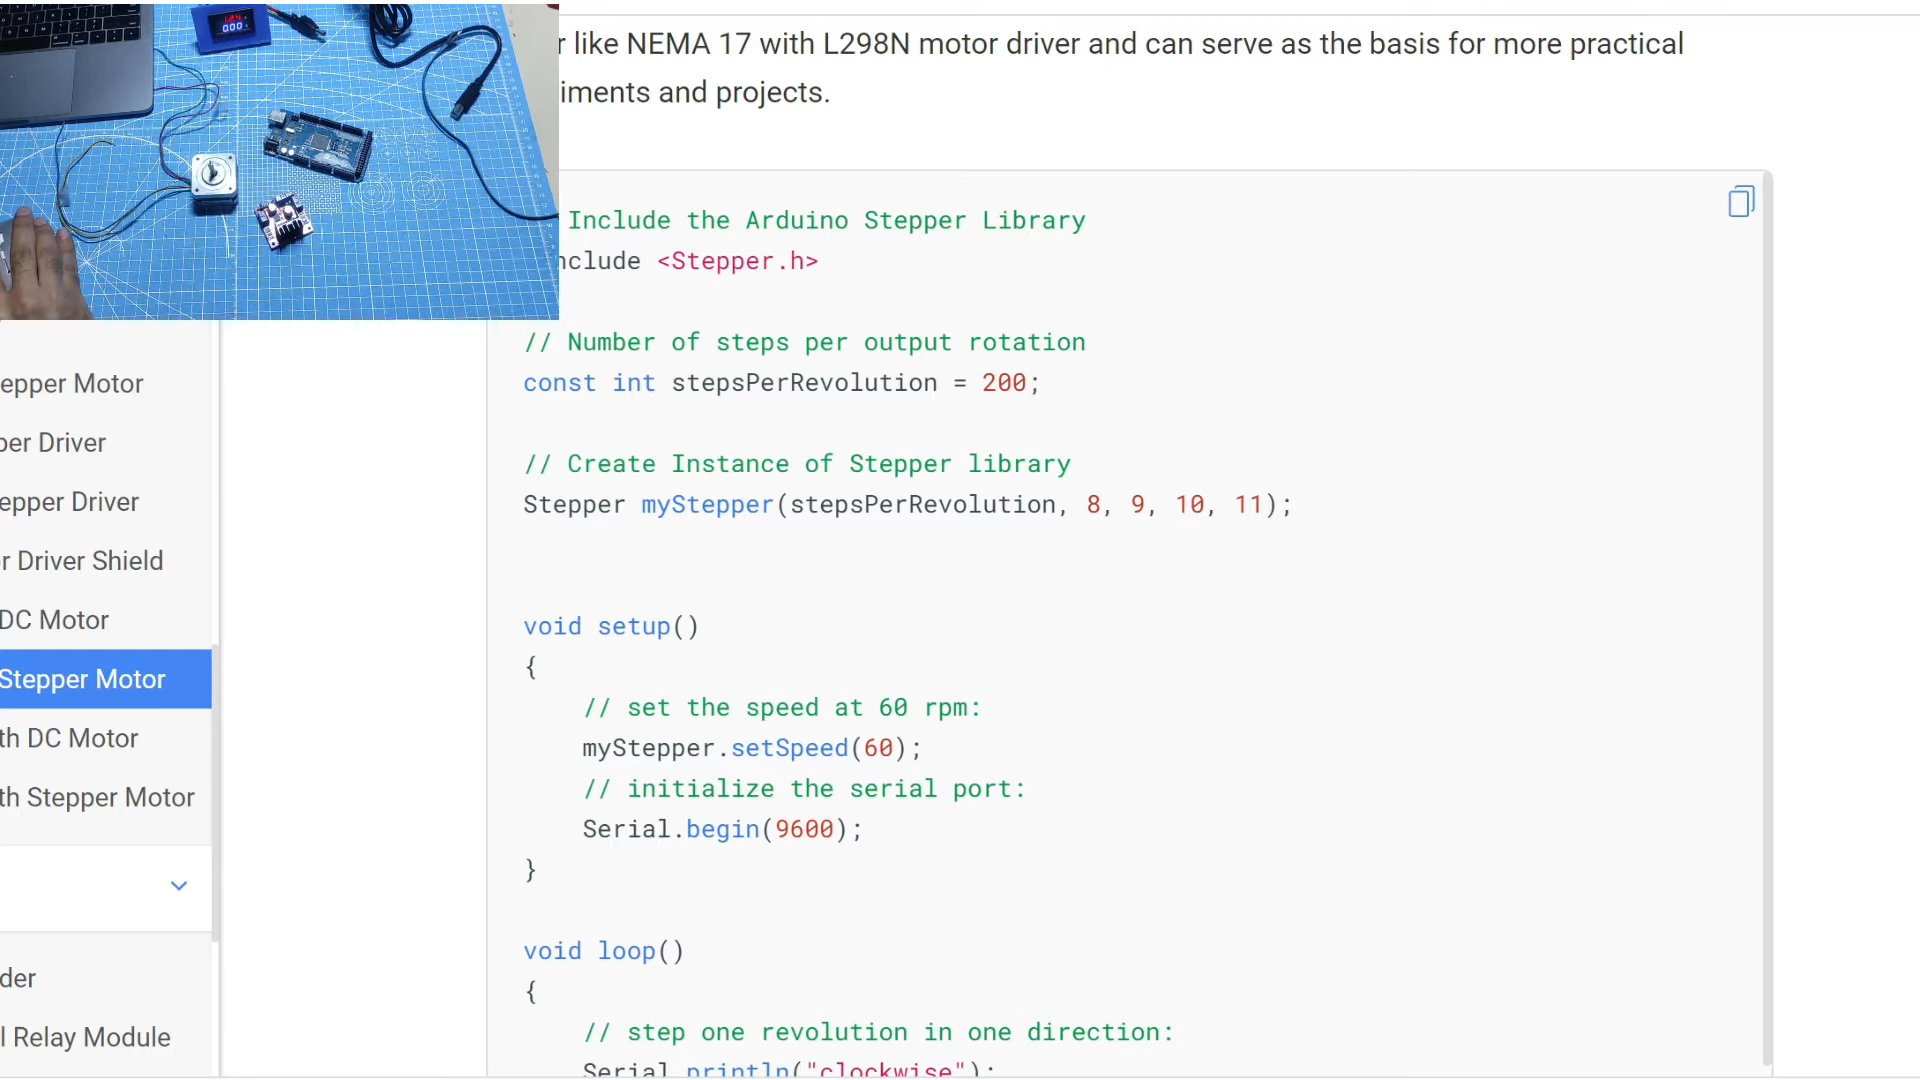 r like NEMA 17 with L298N motor driver and can serve as the basis for more practical
iments and projects.
Include the Arduino Stepper Library
nclude <Stepper.h>
// Number of steps per output rotation
const int stepsPerRevolution = 200;
// Create Instance of Stepper library
Stepper myStepper(stepsPerRevolution, 8, 9, 10, 11);
void setup()
{
// set the speed at 60 rpm:
myStepper.setSpeed(60);
// initialize the serial port:
Serial.begin(9600);
}
void loop()
{
// step one revolution in one direction:
Serial.println("clockwise");
epper Motor
per Driver
epper Driver
r Driver Shield
DC Motor
Stepper Motor
th DC Motor
th Stepper Motor
der
l Relay Module